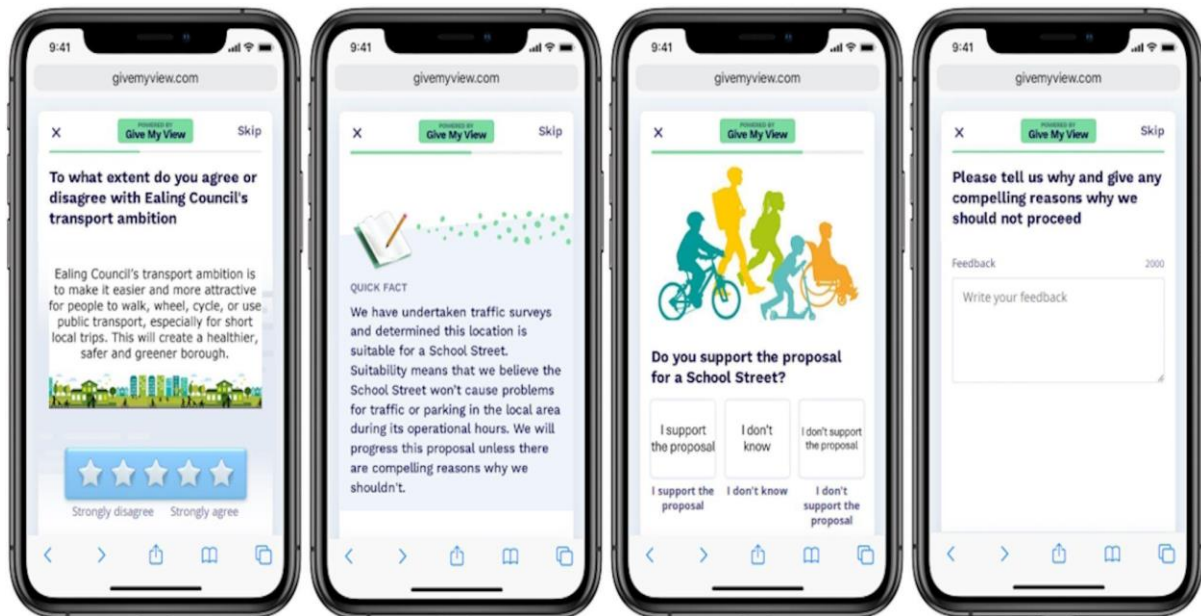 9:41
givemyview.com
X
POWERED BY
Give My View
Skip
To what extent do you agree or
disagree with Ealing Council's
transport ambition
Ealing Council's transport ambition is
to make it easier and more attractive
for people to walk, wheel, cycle, or use
public transport, especially for short
local trips. This will create a healthier,
safer and greener borough.
Strongly disagree Strongly agree
9:41
givemyview.com
X
POWERED BY
Give My View
Skip
QUICK FACT
We have undertaken traffic surveys
and determined this location is
suitable for a School Street.
Suitability means that we believe the
School Street won't cause problems
for traffic or parking in the local area
during its operational hours. We will
progress this proposal unless there
are compelling reasons why we
shouldn't.
9:41
givemyview.com
X
POWERED BY
Give My View
Skip
Do you support the proposal
for a School Street?
I support
the proposal
I don't
know
I don't support
the proposal
I support the
proposal
I don't know
I don't
support the
proposal
9:41
givemyview.com
X
POWERED BY
Give My View
Skip
Please tell us why and give any
compelling reasons why we
should not proceed
Feedback 2000
Write your feedback